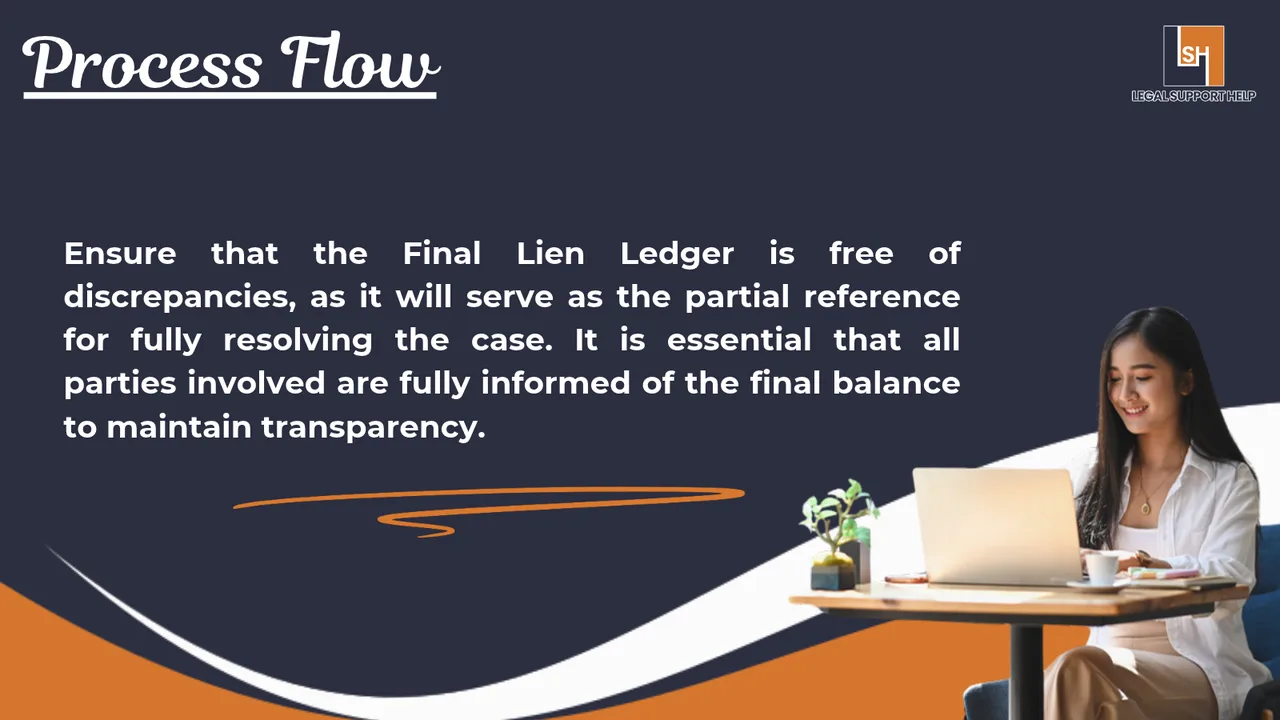 Process Flow
SH
LEGAL SUPPORT HELP
Ensure that the Final Lien Ledger is free of
discrepancies, as it will serve as the partial reference
for fully resolving the case. It is essential that all
parties involved are fully informed of the final balance
to maintain transparency.